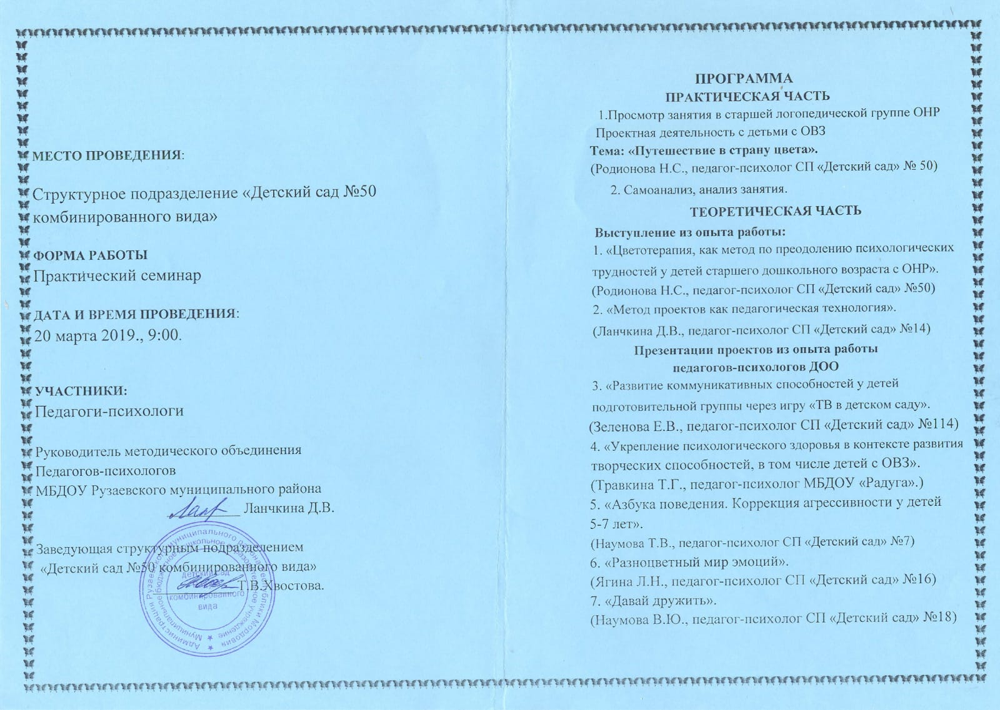 МЕСТО ПРОВЕДЕНИЯ:
Структурное подразделение «Детский сад №50
комбинированного вида»
ФОРМА РАБОТЫ
Практический семинар
ДАТА И ВРЕМЯ ПРОВЕДЕНИЯ:
20 марта 2019., 9:00.
УЧАСТНИКИ:
Педагоги-психологи
Руководитель методического объединения
Педагогов-психологов
МБДОУ Рузаевского муниципального района
Ланчкина Д.В.
Заведующая структурным подразделением
«Детский сад №50 комбинированного вида»
Т.В.Хвостова.
Администрация Рузаевского муниципального района Республики Мордовия
Муниципальное бюджетное дошкольное образовательное учреждение
детский сад
комбинированного
вида
ПРОГРАММА
ПРАКТИЧЕСКАЯ ЧАСТЬ
1.Просмотр занятия в старшей логопедической группе ОНР
Проектная деятельность с детьми с ОВЗ
Тема: «Путешествие в страну цвета».
(Родионова Н.С., педагог-психолог СП «Детский сад» № 50)
2. Самоанализ, анализ занятия.
ТЕОРЕТИЧЕСКАЯ ЧАСТЬ
Выступление из опыта работы:
1. «Цветотерапия, как метод по преодолению психологических
трудностей у детей старшего дошкольного возраста с ОНР».
(Родионова Н.С., педагог-психолог СП «Детский сад» №50)
2. «Метод проектов как педагогическая технология».
(Ланчкина Д.В., педагог-психолог СП «Детский сад» №14)
Презентации проектов из опыта работы
педагогов-психологов ДОО
3. «Развитие коммуникативных способностей у детей
подготовительной группы через игру «ТВ в детском саду».
(Зеленова Е.В., педагог-психолог СП «Детский сад» №114)
4. «Укрепление психологического здоровья в контексте развития
творческих способностей, в том числе детей с ОВЗ».
(Травкина Т.Г., педагог-психолог МБДОУ «Радуга».)
5. «Азбука поведения. Коррекция агрессивности у детей
5-7 лет».
(Наумова Т.В., педагог-психолог СП «Детский сад» №7)
6. «Разноцветный мир эмоций».
(Ягина Л.Н., педагог-психолог СП «Детский сад» №16)
7. «Давай дружить».
(Наумова В.Ю., педагог-психолог СП «Детский сад» №18)